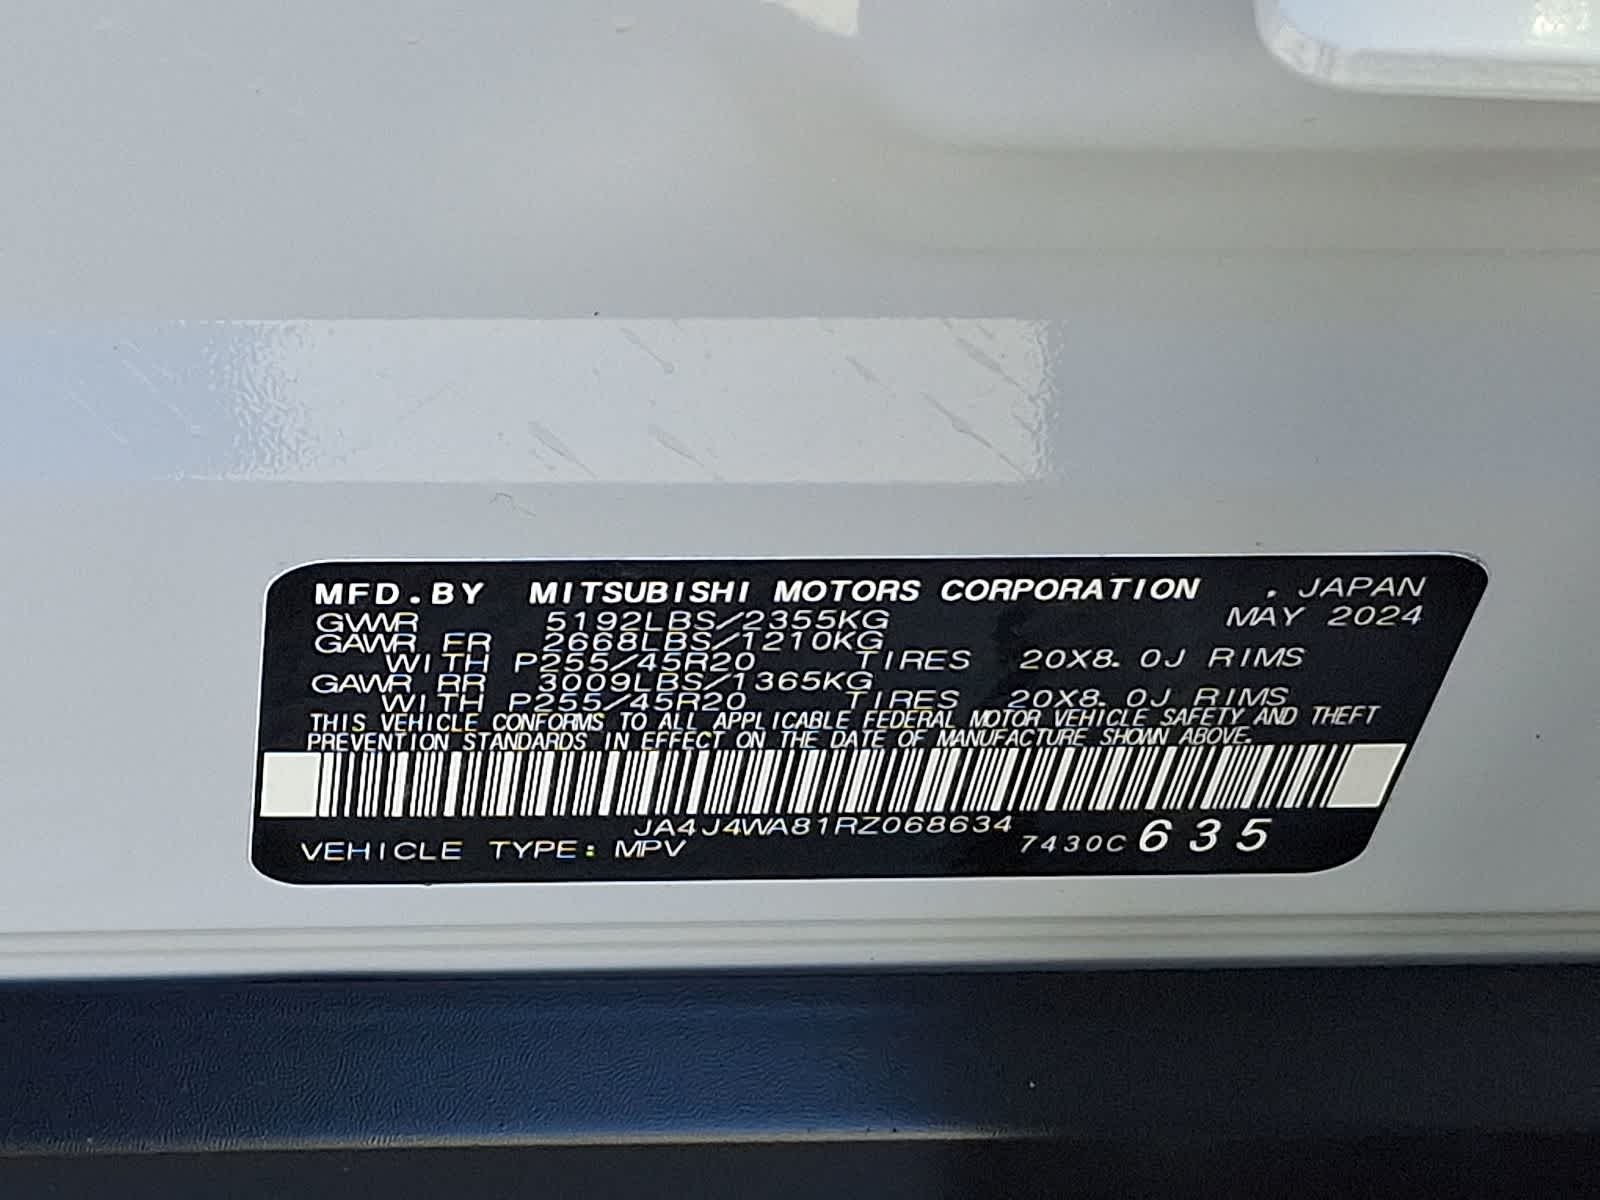 MFD.BY MITSUBISHI MOTORS CORPORATION . JAPAN
GVWR 5192LBS/2355KG MAY 2024
GAWR FR 2668LBS/1210KG
WITH P255/45R20 TIRES 20X8.0J RIMS
GAWR RR 3009LBS/1365KG
WITH P255/45R20 TIRES 20X8.0J RIMS
THIS VEHICLE CONFORMS TO ALL APPLICABLE FEDERAL MOTOR VEHICLE SAFETY AND THEFT
PREVENTION STANDARDS IN EFFECT ON THE DATE OF MANUFACTURE SHOWN ABOVE.
JA4J4WA81RZ068634
VEHICLE TYPE: MPV 7430C 635